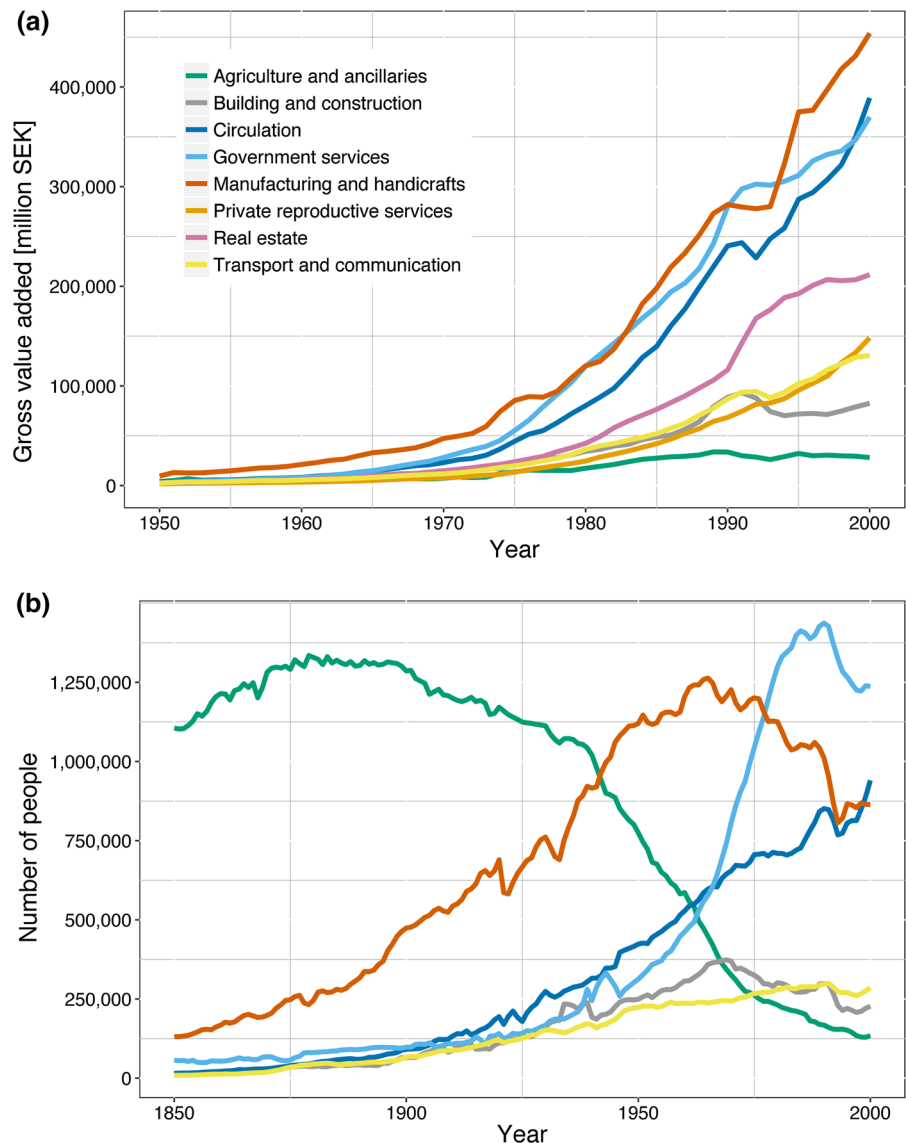 (a)
Gross value added [million SEK]
400,000
300,000
200,000
100,000
0
Agriculture and ancillaries
Building and construction
Circulation
Government services
Manufacturing and handicrafts
Private reproductive services
Real estate
Transport and communication
1950 1960 1970 1980 1990 2000
Year
(b)
Number of people
1,250,000
1,000,000
750,000
500,000
250,000
0
1850 1900 1950 2000
Year